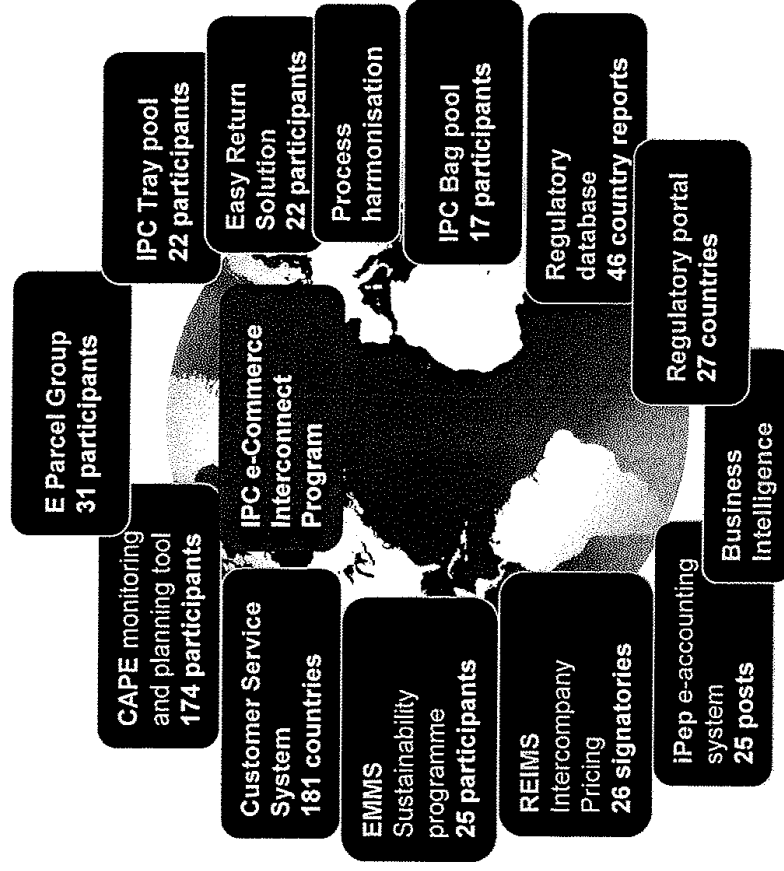 E Parcel Group
31 participants
CAPE monitoring
and planning tool
174 participants
IPC Tray pool
22 participants
Customer Service
System
181 countries
IPC e-Commerce
Interconnect
Program
Easy Return
Solution
22 participants
EMMS
Sustainability
programme
25 participants
Process
harmonisation
IPC Bag pool
17 participants
REIMS
Intercompany
Pricing
26 signatories
Regulatory
database
46 country reports
iPep e-accounting
system
25 posts
Regulatory portal
27 countries
Business
Intelligence